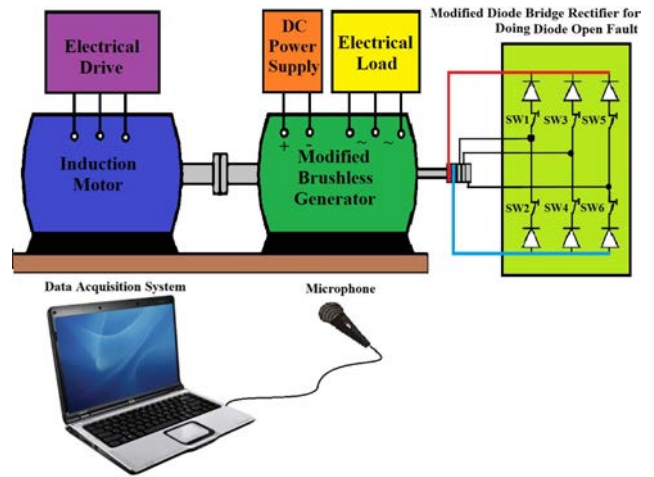 Modified Diode Bridge Rectifier for
Doing Diode Open Fault
Electrical
Drive
DC
Power
Supply
Electrical
Load
SW1
SW3
SW5
+
-
~
~
Induction
Motor
Modified
Brushless
Generator
SW2
SW4
SW6
Data Acquisition System
Microphone